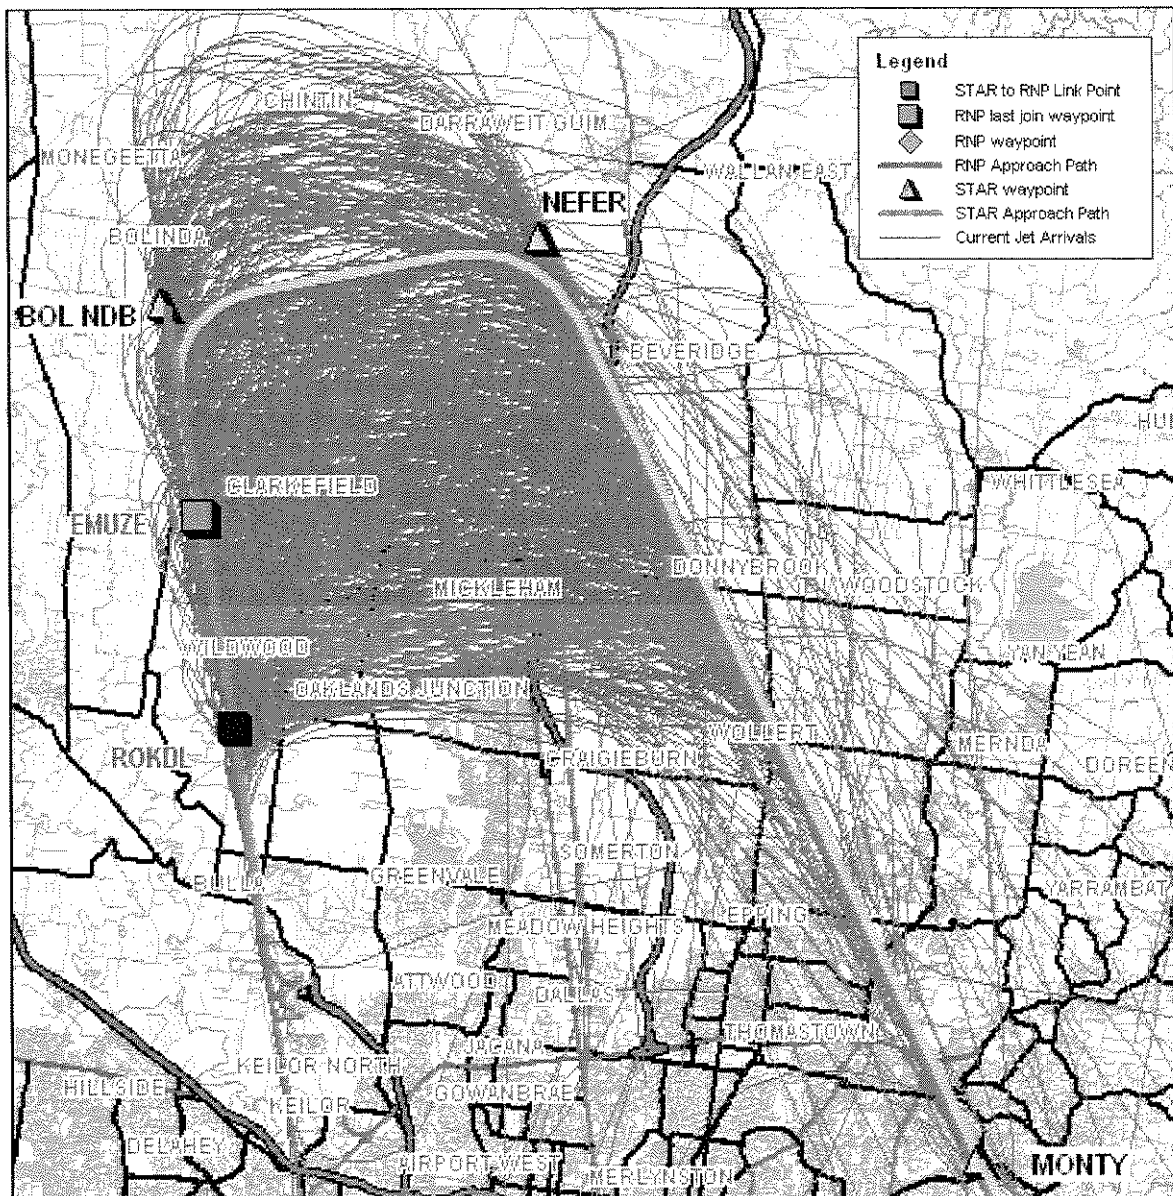 Legend
STAR to RNP Link Point
RNP last join waypoint
RNP waypoint
RNP Approach Path
STAR waypoint
STAR Approach Path
Current Jet Arrivals
CHINTIN
DARRAWEIT GUIM
MONEGEETTA
WALLAN EAST
NEFER
BOLINDA
BOL NDB
BEVERIDGE
CLARKEFIELD
WHITTLESEA
EMUZE
DONNYBROOK
MICKLEHAM
WOODSTOCK
WILDWOOD
YAN YEAN
OAKLANDS JUNCTION
ROKDL
WOLLERT
CRAIGIEBURN
MERNDA
DOREEN
SOMERTON
BULLA
GREENVALE
YARRAMBAT
MEADOW HEIGHTS
EPPING
ATTWOOD
DALLAS
THOMASTOWN
JACANA
KEILOR NORTH
HILLSIDE
GOWANBRAE
KEILOR
DELAHEY
AIRPORT WEST
MERLYNSTON
MONTY